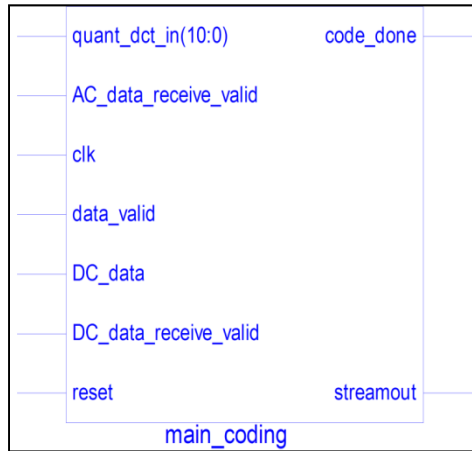 quant_dct_in(10:0) code_done
AC_data_receive_valid
clk
data_valid
DC_data
DC_data_receive_valid
reset streamout
main_coding